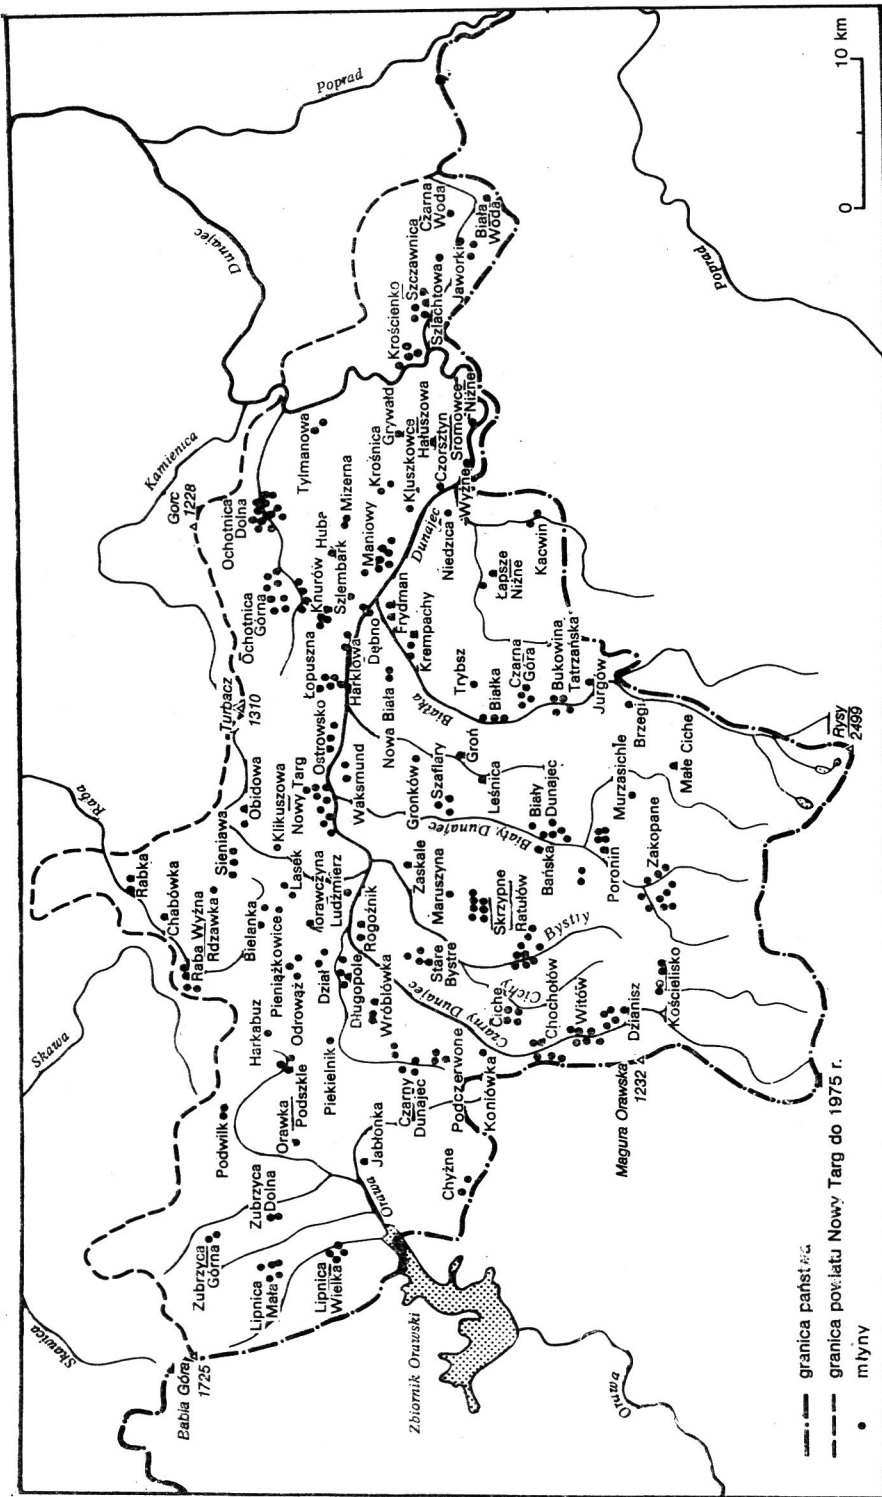 Babia Góra
1725
Skawica
Skawa
Raba
Turbacz
1310
Gorc
1228
Kamienica
Dunajec
Poprad
Zubrzyca
Górna
Zubrzyca
Dolna
Lipnica
Mała
Lipnica
Wielka
Podwilk
Orawka
Podszkle
Harkabuz
Odrowąż
Pieniążkowice
Bielanka
Raba Wyżna
Rdzawka
Chabówka
Rabka
Sieniawa
Obidowa
Klikuszowa
Lasek
Nowy Targ
Ludźmierz
Dział
Piekielnik
Długopole
Rogoźnik
Wróblówka
Jabłonka
Orawa
Chyżne
Czarny
Dunajec
Podczerwone
Koniówka
Czarny Dunajec
Stare
Bystre
Zaskale
Maruszyna
Skrzypne
Ratułów
Bystry
Cichy
Ciche
Chochołów
Witów
Dzianisz
Kościelisko
Magura Orawska
1232
Zbiornik Orawski
Orawa
Ostrowsko
Waksmund
Łopuszna
Harklowa
Ochotnica
Górna
Ochotnica
Dolna
Knurów
Szlembark
Huba
Mizerna
Maniowy
Tylmanowa
Krośnica
Grywałd
Kluszkowce
Hałuszowa
Czorsztyn
Sromowce
Niżne
Wyżne
Krościenko
Szczawnica
Szlachtowa
Jaworki
Czarna
Woda
Biała
Woda
Dębno
Frydman
Krempachy
Dunajec
Niedzica
Łapsze
Niżne
Kacwin
Nowa Biała
Białka
Trybsz
Białka
Czarna
Góra
Bukowina
Tatrzańska
Jurgów
Brzegi
Gronków
Szaflary
Groń
Leśnica
Biały Dunajec
Biały
Dunajec
Bańska
Poronin
Murzasichle
Małe Ciche
Zakopane
Rysy
2499
Poprad
granica państwa
granica powiatu Nowy Targ do 1975 r.
młyny
0
10 km